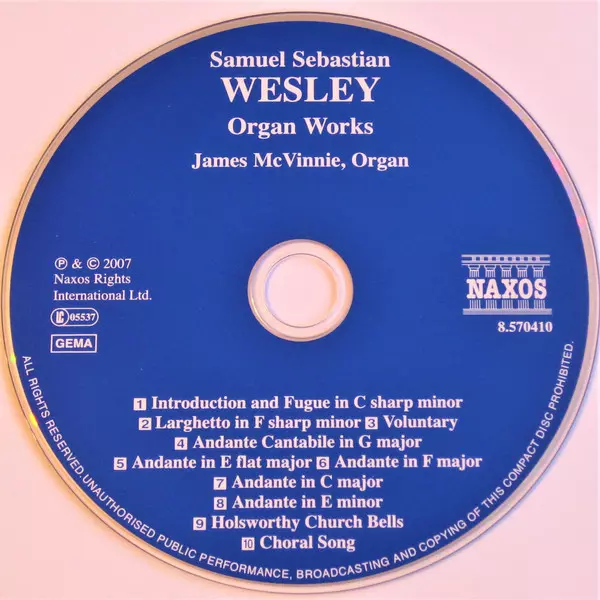 Samuel Sebastian
WESLEY
Organ Works
James McVinnie, Organ
℗ & © 2007
Naxos Rights
International Ltd.
LC 05537
GEMA
NAXOS
8.570410
1 Introduction and Fugue in C sharp minor
2 Larghetto in F sharp minor 3 Voluntary
4 Andante Cantabile in G major
5 Andante in E flat major 6 Andante in F major
7 Andante in C major
8 Andante in E minor
9 Holsworthy Church Bells
10 Choral Song
ALL RIGHTS RESERVED. UNAUTHORISED PUBLIC PERFORMANCE, BROADCASTING AND COPYING OF THIS COMPACT DISC PROHIBITED.